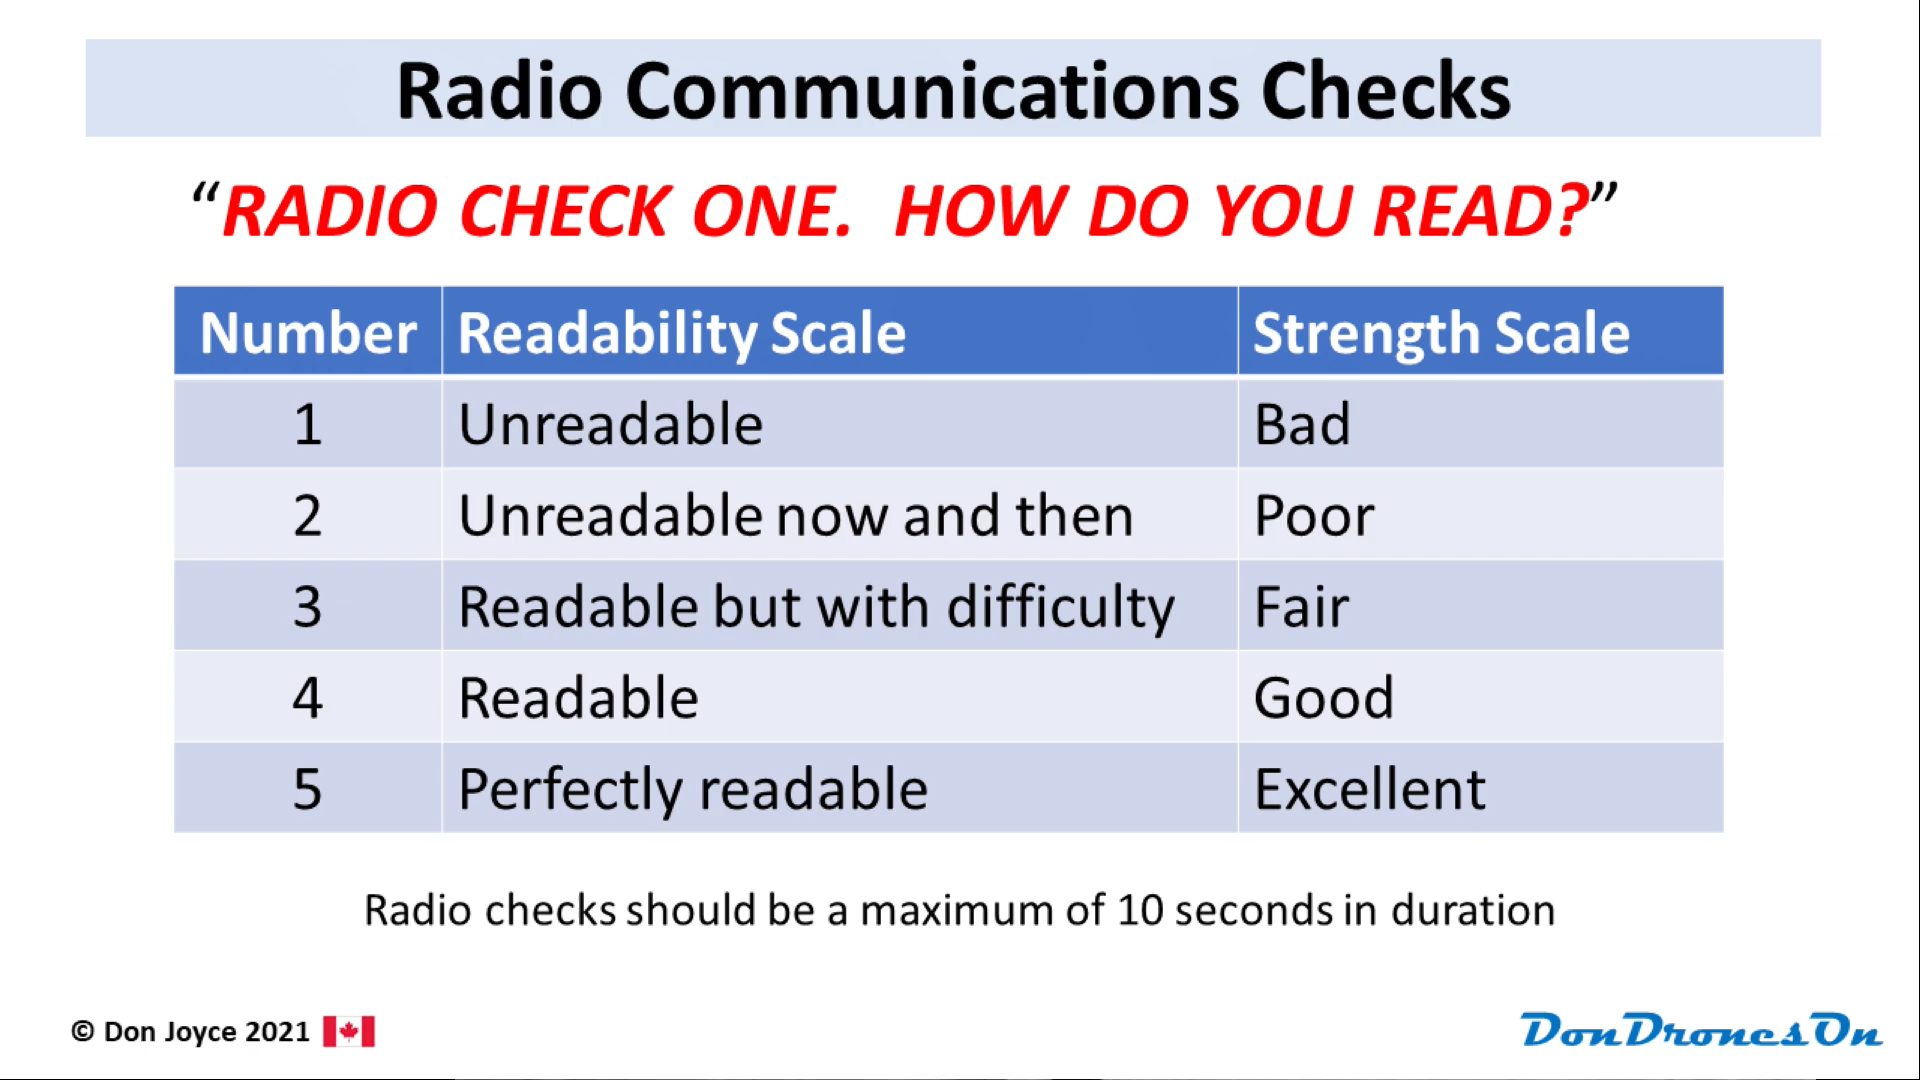 Radio Communications Checks
“RADIO CHECK ONE.  HOW DO YOU READ?”
Number Readability Scale Strength Scale
1 Unreadable Bad
2 Unreadable now and then Poor
3 Readable but with difficulty Fair
4 Readable Good
5 Perfectly readable Excellent
Radio checks should be a maximum of 10 seconds in duration
© Don Joyce 2021
DonDronesOn